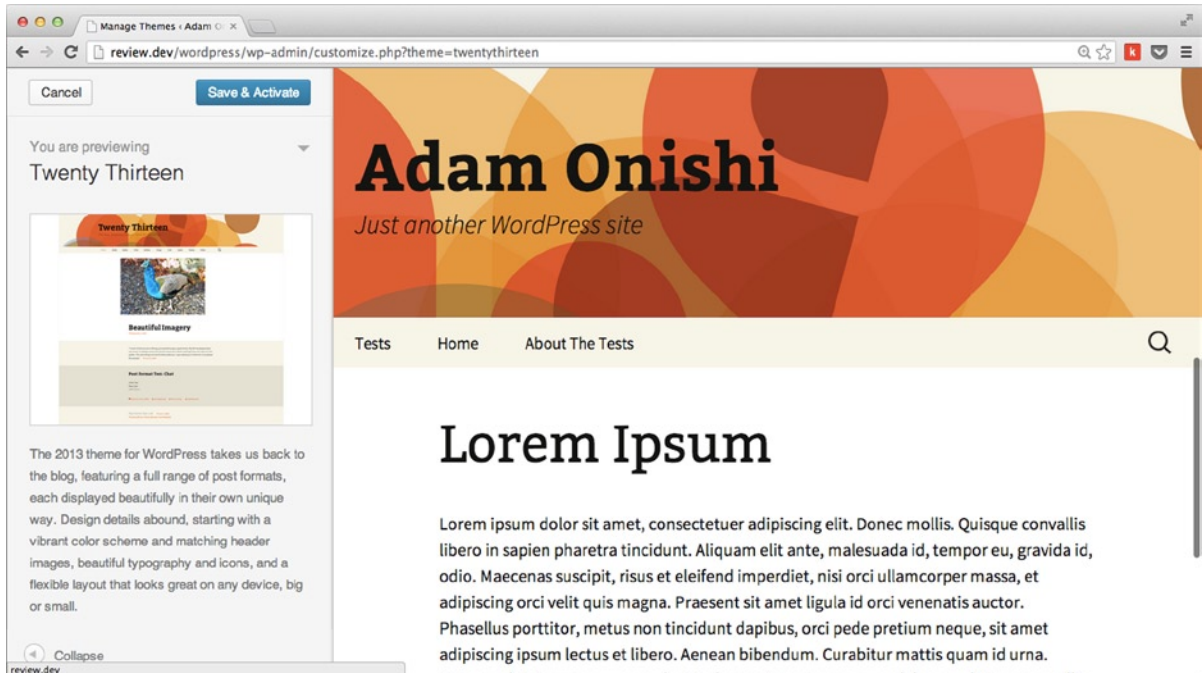 Manage Themes ‹ Adam O
review.dev/wordpress/wp-admin/customize.php?theme=twentythirteen
k
Cancel
Save & Activate
You are previewing
Twenty Thirteen
Twenty Thirteen
Beautiful Imagery
Post Format Test: Chat
The 2013 theme for WordPress takes us back to
the blog, featuring a full range of post formats,
each displayed beautifully in their own unique
way. Design details abound, starting with a
vibrant color scheme and matching header
images, beautiful typography and icons, and a
flexible layout that looks great on any device, big
or small.
Collapse
review.dev
Adam Onishi
Just another WordPress site
Tests Home About The Tests
Lorem Ipsum
Lorem ipsum dolor sit amet, consectetuer adipiscing elit. Donec mollis. Quisque convallis
libero in sapien pharetra tincidunt. Aliquam elit ante, malesuada id, tempor eu, gravida id,
odio. Maecenas suscipit, risus et eleifend imperdiet, nisi orci ullamcorper massa, et
adipiscing orci velit quis magna. Praesent sit amet ligula id orci venenatis auctor.
Phasellus porttitor, metus non tincidunt dapibus, orci pede pretium neque, sit amet
adipiscing ipsum lectus et libero. Aenean bibendum. Curabitur mattis quam id urna.